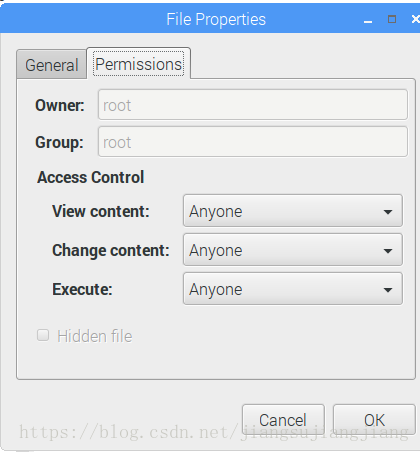 File Properties
General Permissions
Owner: root
Group: root
Access Control
View content: Anyone
Change content: Anyone
Execute: Anyone
Hidden file
Cancel OK
https://blog.csdn.net/jiangsujiangjiang